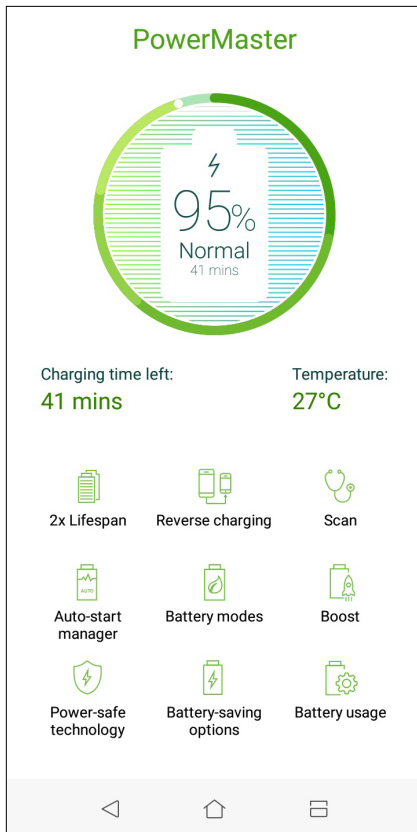 PowerMaster
95%
Normal
41 mins
Charging time left:
Temperature:
41 mins
27°C
2x Lifespan
Reverse charging
Scan
AUTO
Auto-start
manager
Battery modes
Boost
Power-safe
technology
Battery-saving
options
Battery usage